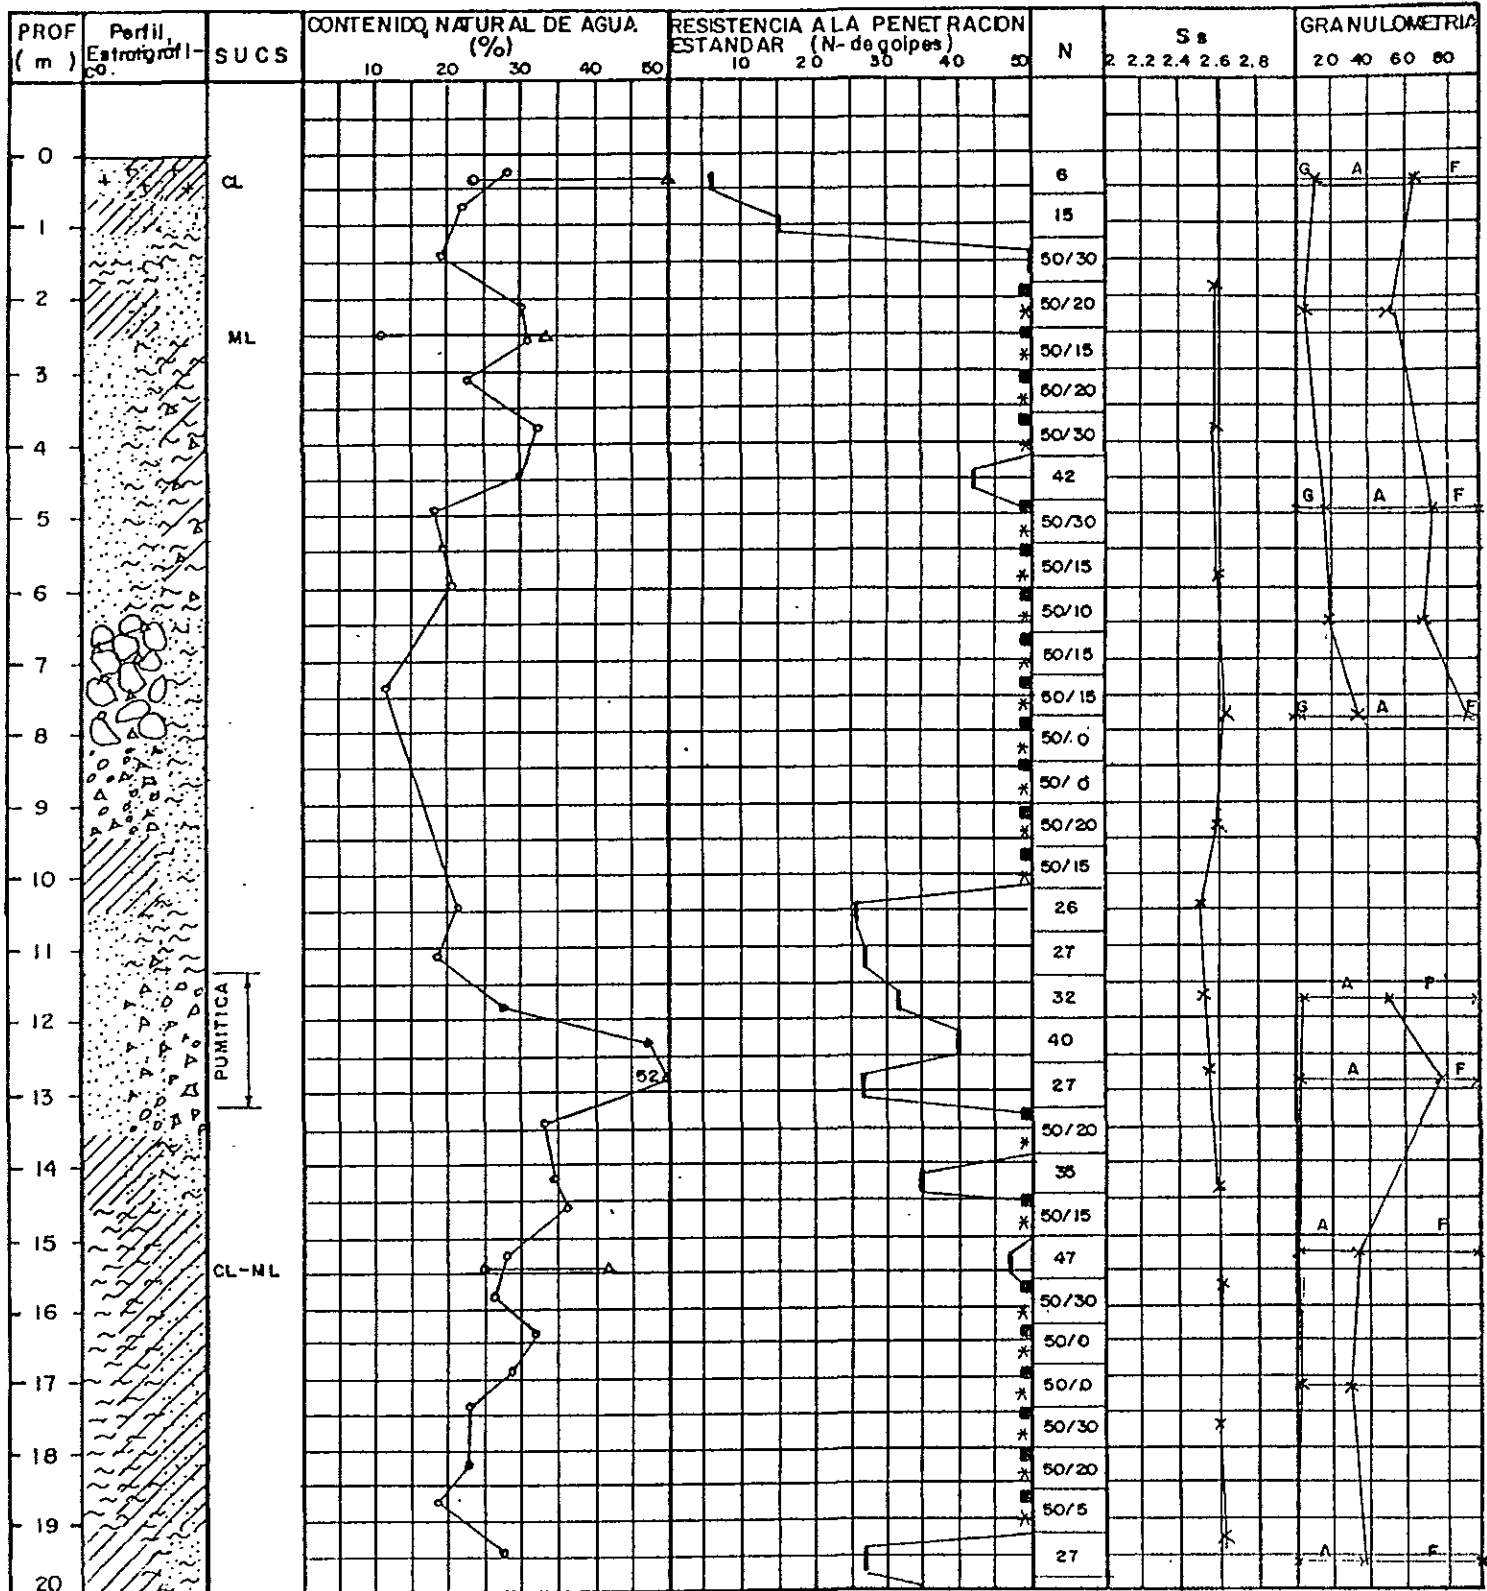 PROF
( m )
Perfil
Estratigrófi-
co.
SUCS
CONTENIDO NATURAL DE AGUA
(%)
10 20 30 40 50
RESISTENCIA A LA PENETRACION
ESTANDAR (N- de golpes)
10 20 30 40 50
N
Ss
2 2.2 2.4 2.6 2.8
GRANULOMETRIA
20 40 60 80
0
CL
6
G A F
15
1
50/30
2
50/20
ML
50/15
3
50/20
50/30
4
42
G A F
5
50/30
50/15
6
50/10
50/15
7
50/15
G A F
8
50/0
50/0
9
50/20
50/15
10
26
11
27
PUMITICA
32
A F
12
40
52
27
A F
13
50/20
14
35
50/15
A F
15
47
CL-ML
16
50/30
50/0
17
50/0
50/30
18
50/20
50/5
19
27
A F
20